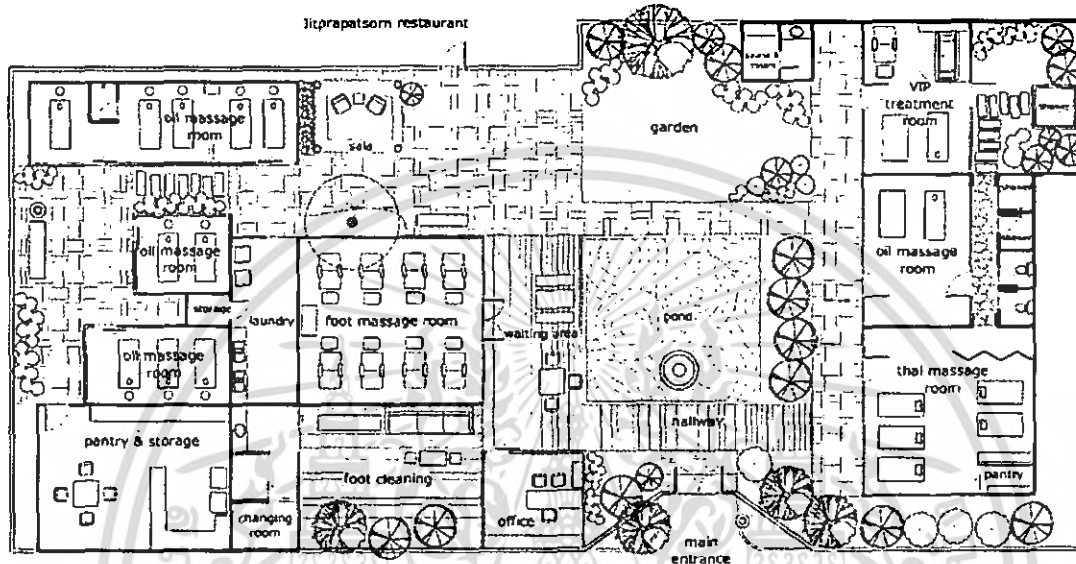 Jitprapatsorn restaurant
oil massage
room
sala
garden
VIP
treatment
room
oil massage
room
storage
laundry
foot massage room
waiting area
pond
oil massage
room
oil massage
room
thai massage
room
pantry & storage
hallway
foot cleaning
pantry
changing
room
office
main
entrance